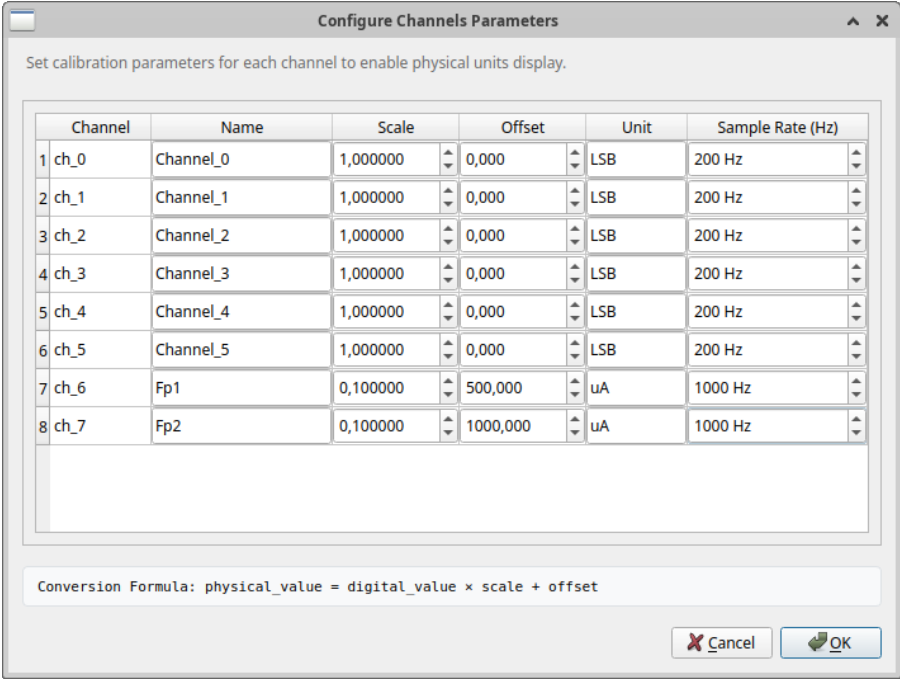 Configure Channels Parameters
Set calibration parameters for each channel to enable physical units display.
Channel Name Scale Offset Unit Sample Rate (Hz)
1 ch_0 Channel_0 1,000000 0,000 LSB 200 Hz
2 ch_1 Channel_1 1,000000 0,000 LSB 200 Hz
3 ch_2 Channel_2 1,000000 0,000 LSB 200 Hz
4 ch_3 Channel_3 1,000000 0,000 LSB 200 Hz
5 ch_4 Channel_4 1,000000 0,000 LSB 200 Hz
6 ch_5 Channel_5 1,000000 0,000 LSB 200 Hz
7 ch_6 Fp1 0,100000 500,000 uA 1000 Hz
8 ch_7 Fp2 0,100000 1000,000 uA 1000 Hz
Conversion Formula: physical_value = digital_value × scale + offset
Cancel OK